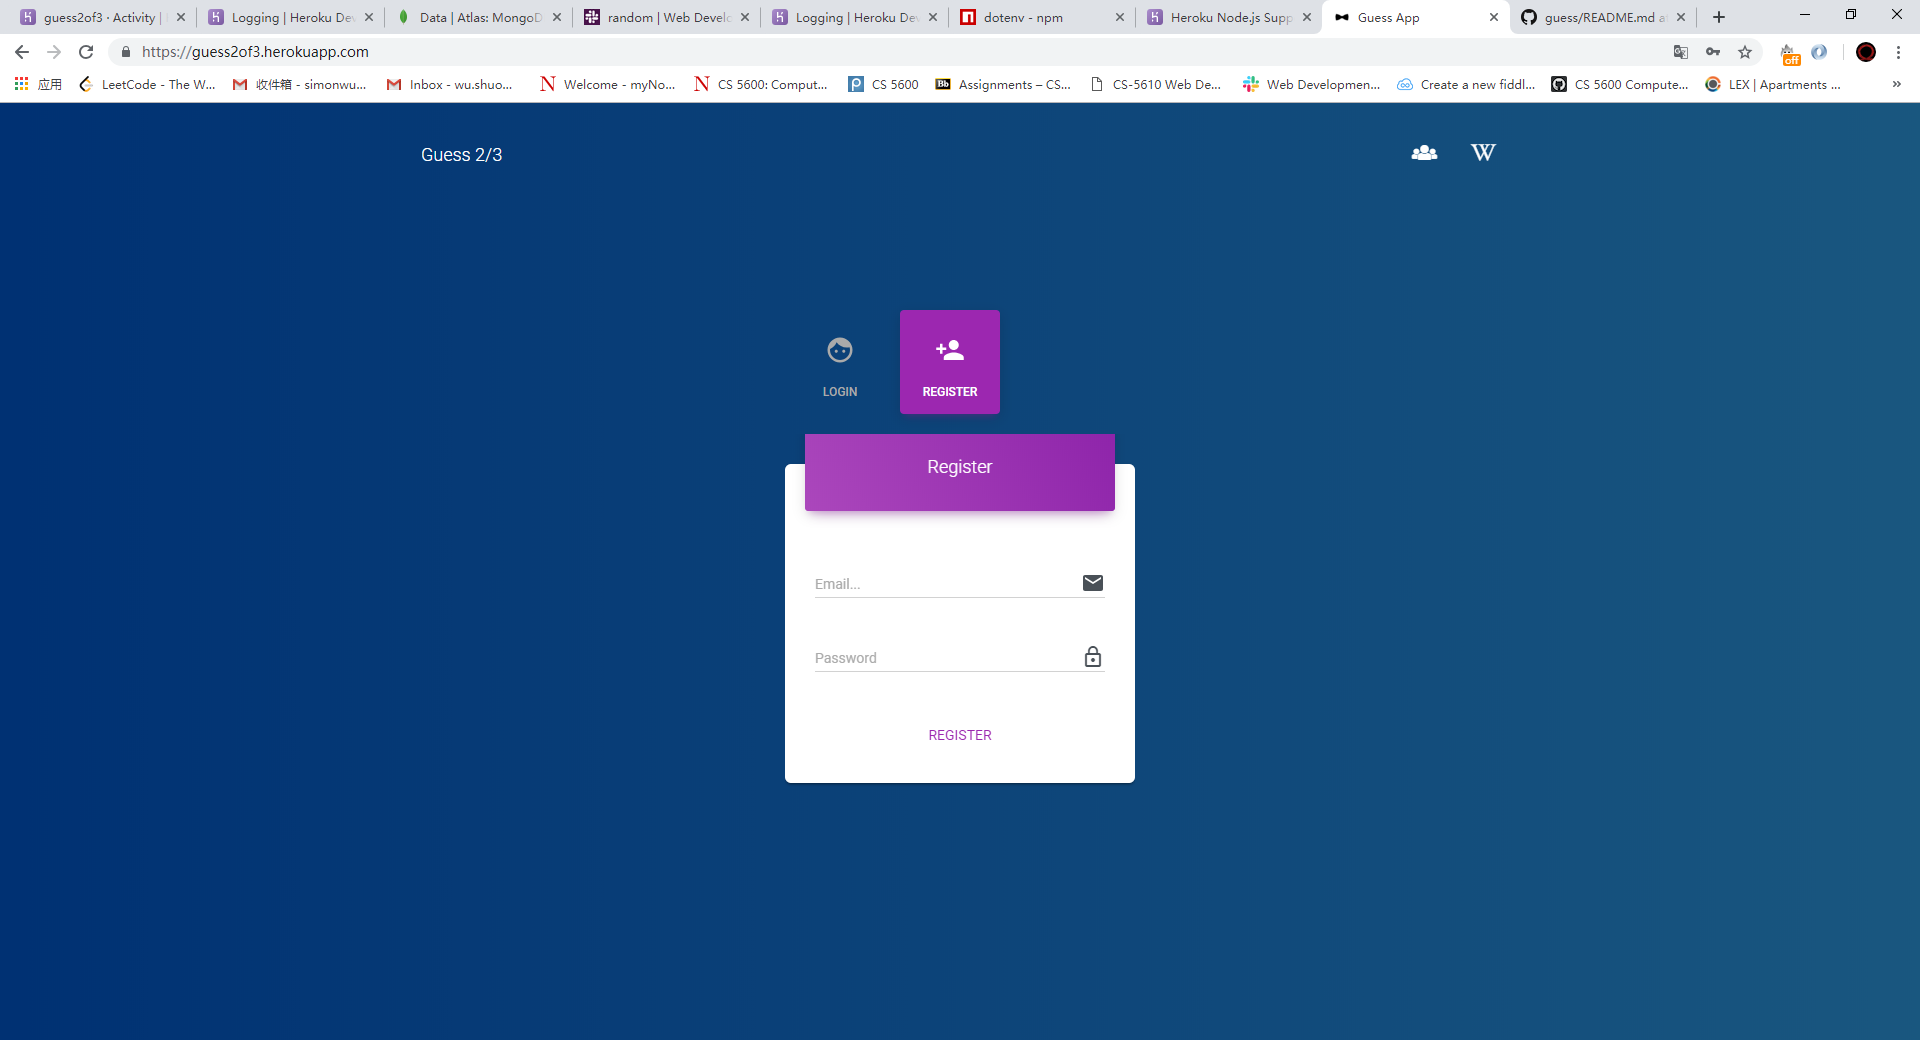 guess2of3 · Activity |
Logging | Heroku Dev
Data | Atlas: MongoD
random | Web Develo
Logging | Heroku Dev
dotenv - npm
Heroku Node.js Supp
Guess App
guess/README.md at
https://guess2of3.herokuapp.com
off
应用
LeetCode - The W...
收件箱 - simonwu...
Inbox - wu.shuo...
Welcome - myNo...
CS 5600: Comput...
CS 5600
Bb
Assignments – CS...
CS-5610 Web De...
Web Developmen...
Create a new fiddl...
CS 5600 Compute...
LEX | Apartments ...
Guess 2/3
W
LOGIN
REGISTER
Register
Email...
Password
REGISTER